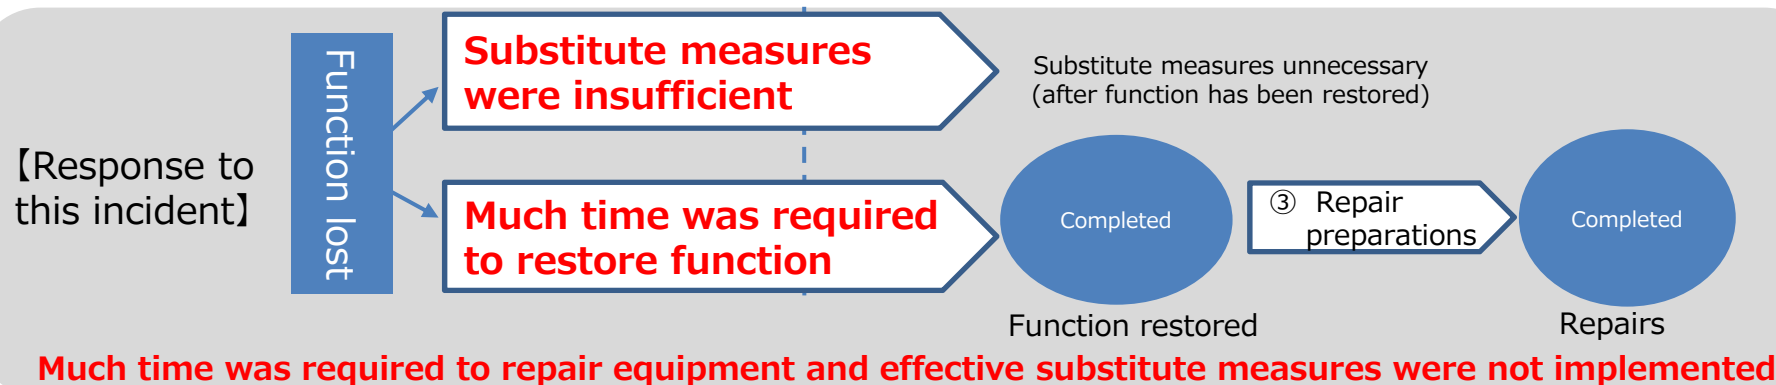 【Response to
this incident】
Function lost
Substitute measures
were insufficient
Substitute measures unnecessary
(after function has been restored)
Much time was required
to restore function
Completed
③ Repair
preparations
Completed
Function restored
Repairs
Much time was required to repair equipment and effective substitute measures were not implemented